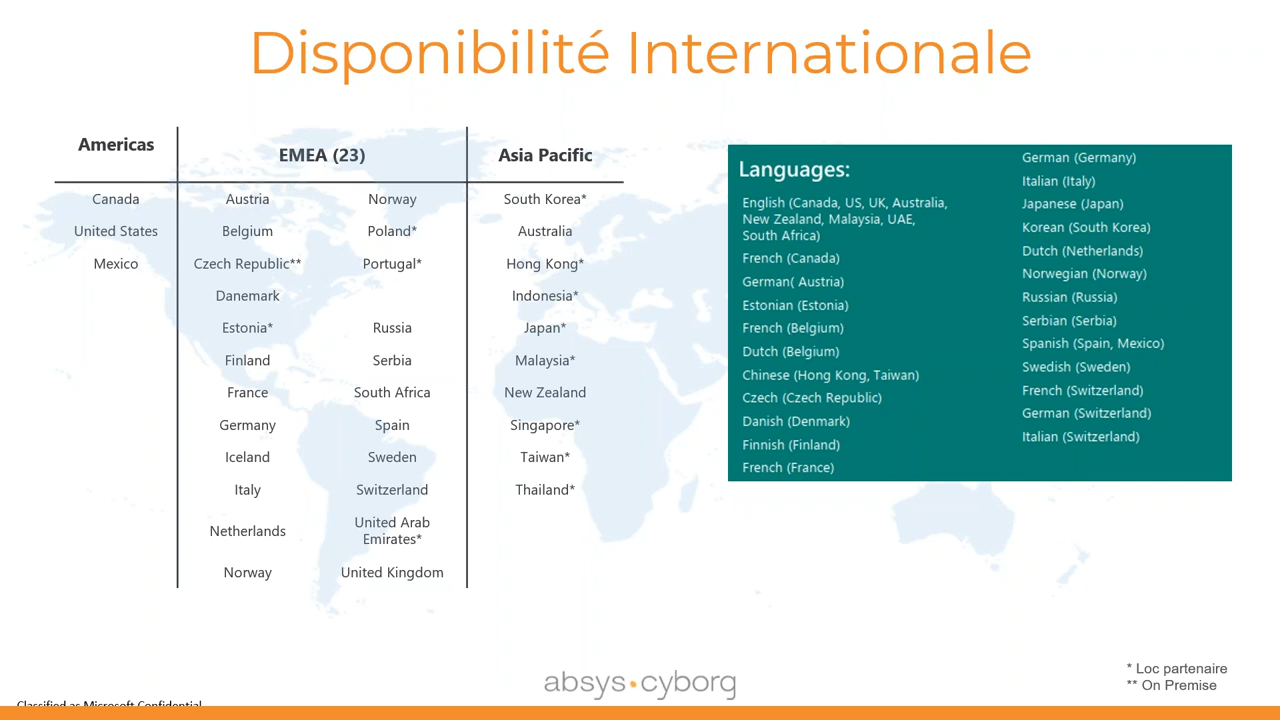 Disponibilité Internationale
Americas
EMEA (23)
Asia Pacific
Canada
Austria
Norway
South Korea*
United States
Belgium
Poland*
Australia
Mexico
Czech Republic**
Portugal*
Hong Kong*
Danemark
Indonesia*
Estonia*
Russia
Japan*
Finland
Serbia
Malaysia*
France
South Africa
New Zealand
Germany
Spain
Singapore*
Iceland
Sweden
Taiwan*
Italy
Switzerland
Thailand*
Netherlands
United Arab
Emirates*
Norway
United Kingdom
Languages:
English (Canada, US, UK, Australia,
New Zealand, Malaysia, UAE,
South Africa)
French (Canada)
German( Austria)
Estonian (Estonia)
French (Belgium)
Dutch (Belgium)
Chinese (Hong Kong, Taiwan)
Czech (Czech Republic)
Danish (Denmark)
Finnish (Finland)
French (France)
German (Germany)
Italian (Italy)
Japanese (Japan)
Korean (South Korea)
Dutch (Netherlands)
Norwegian (Norway)
Russian (Russia)
Serbian (Serbia)
Spanish (Spain, Mexico)
Swedish (Sweden)
French (Switzerland)
German (Switzerland)
Italian (Switzerland)
* Loc partenaire
** On Premise
absys·cyborg
Classified as Microsoft Confidential